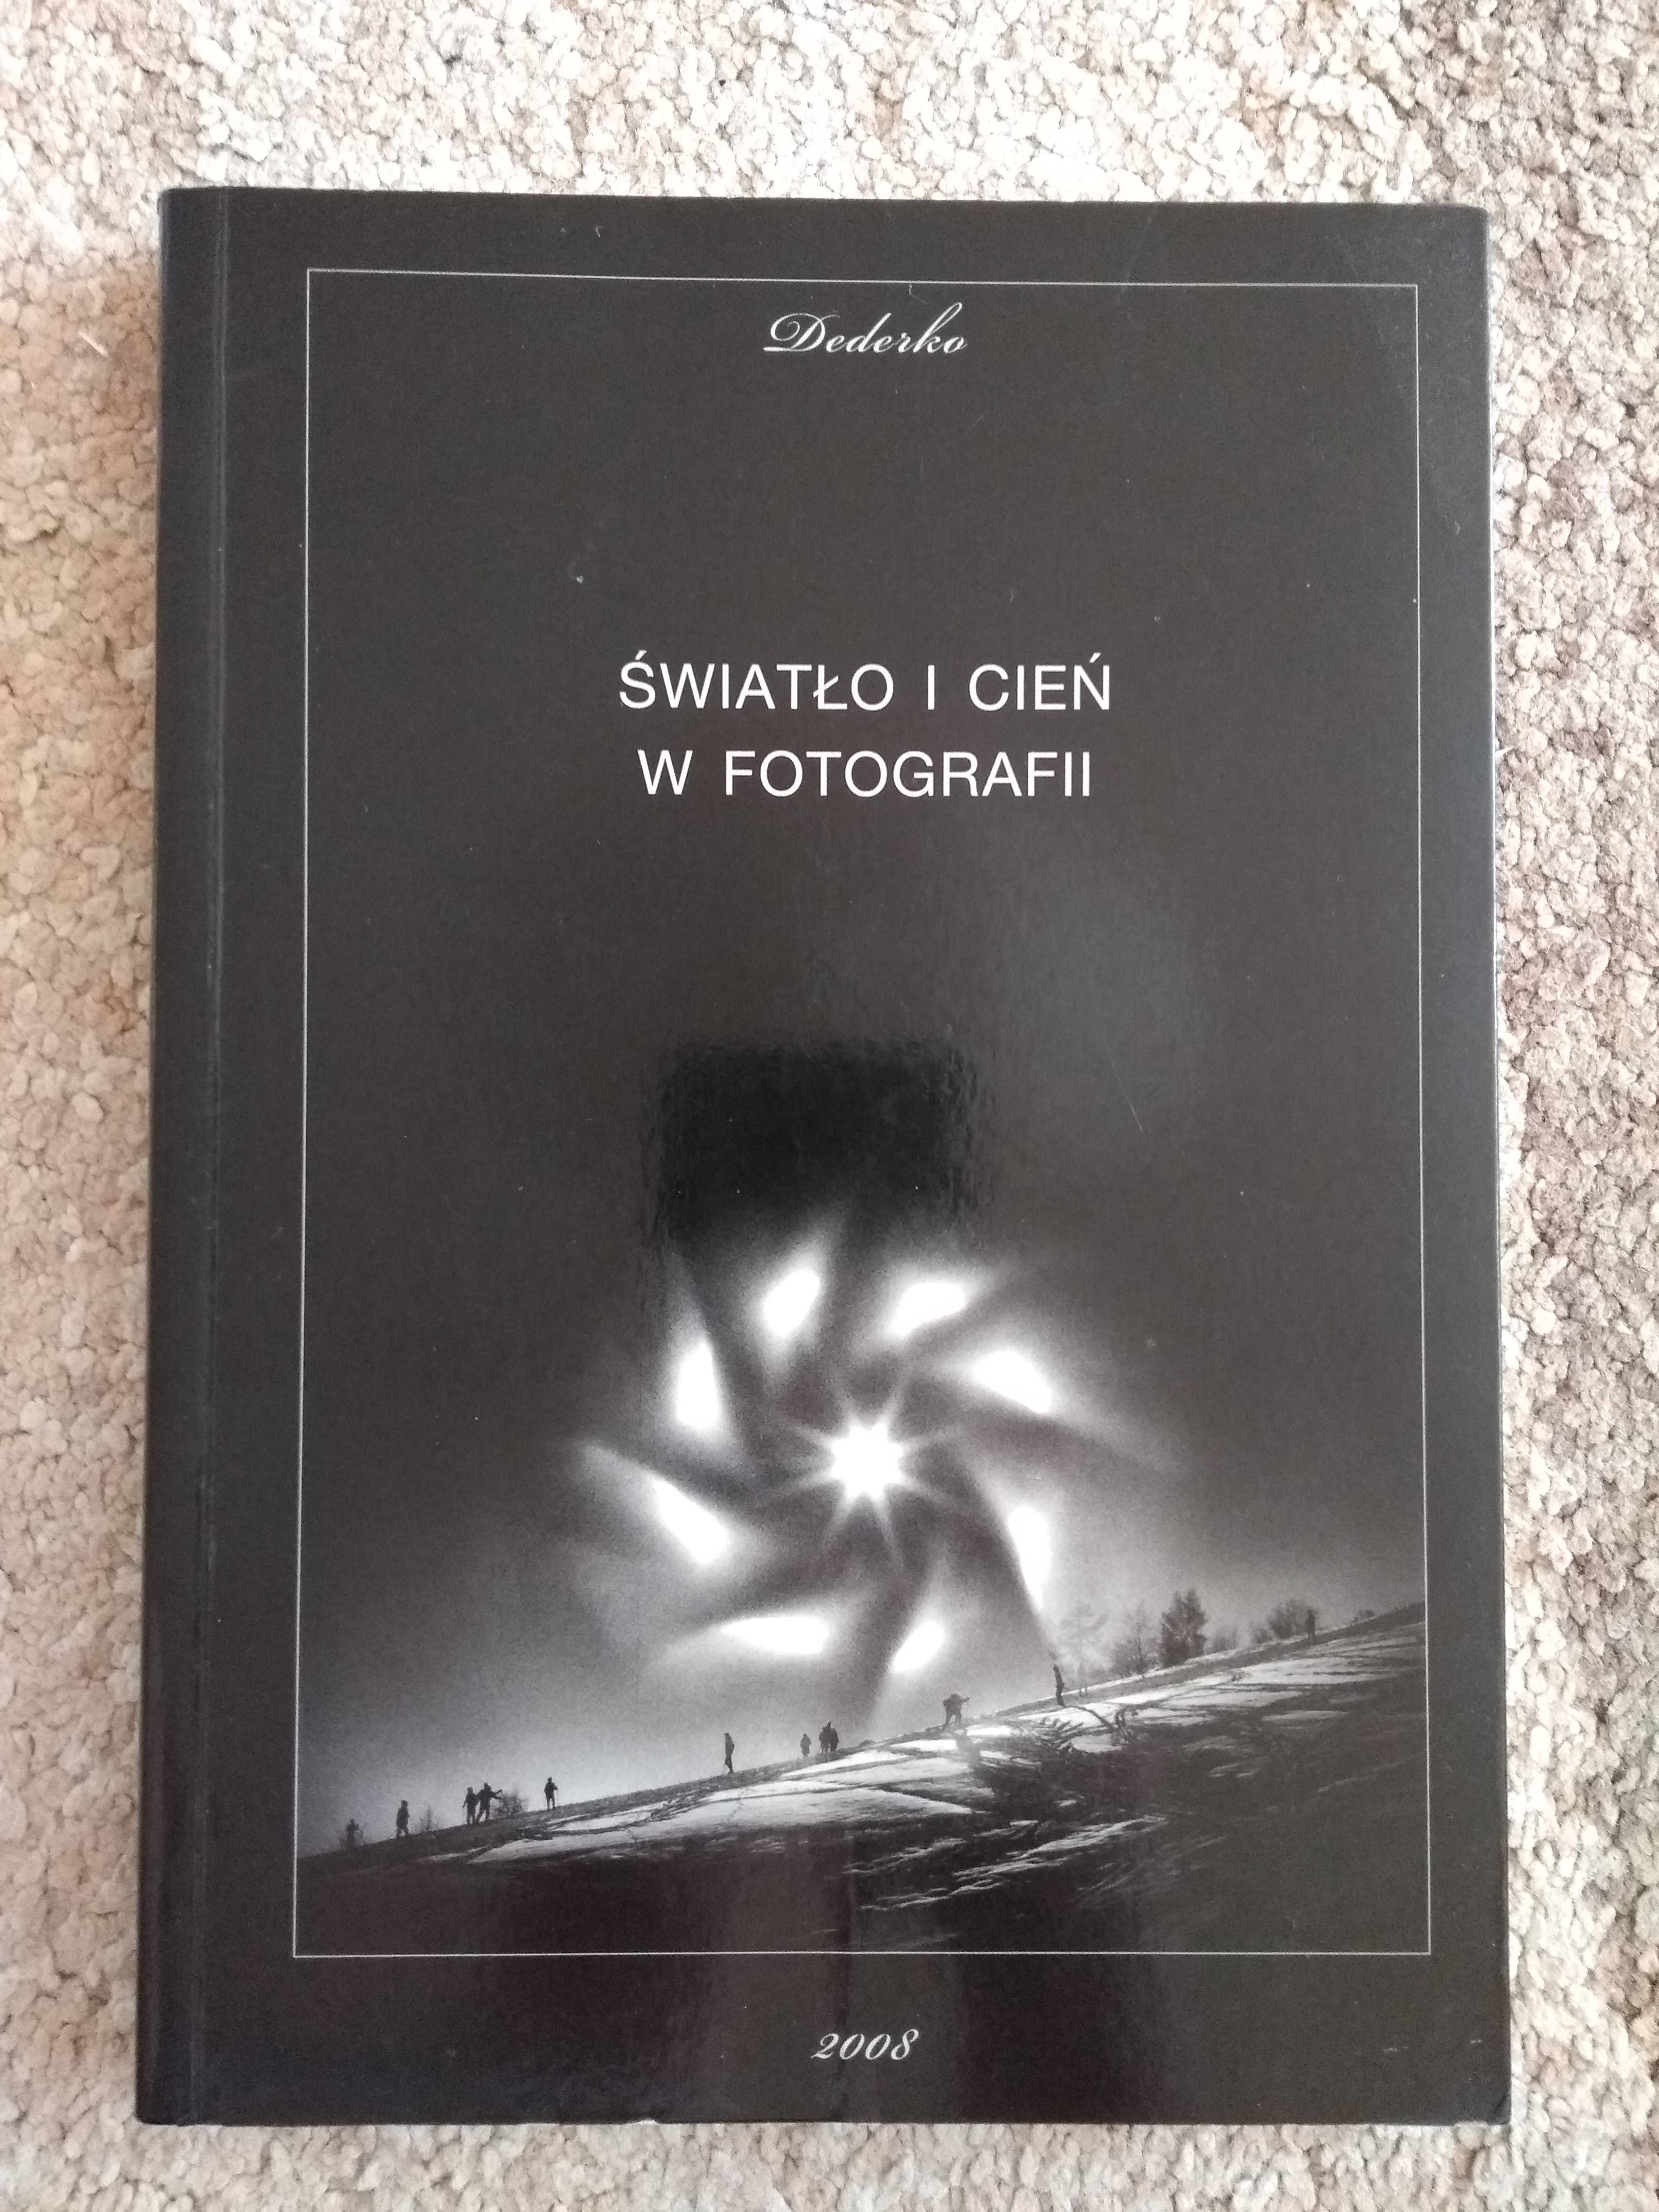 Dederko
ŚWIATŁO I CIEŃ
W FOTOGRAFII
2008